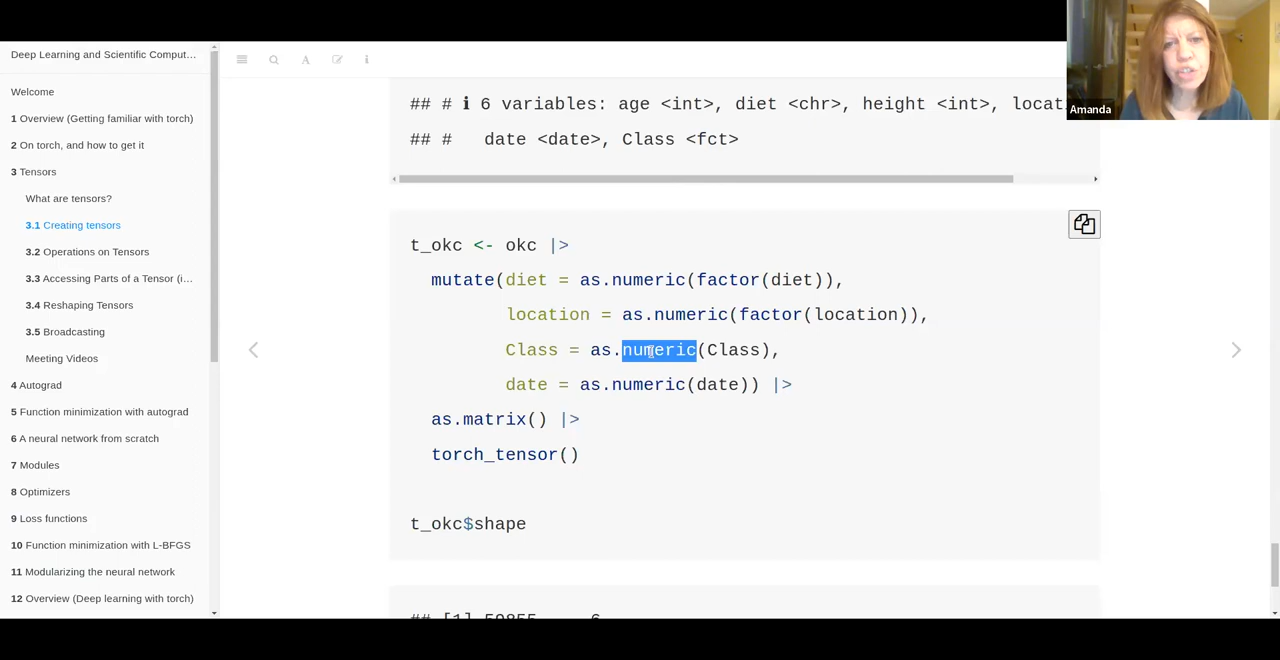 Deep Learning and Scientific Comput...
Welcome
1 Overview (Getting familiar with torch)
2 On torch, and how to get it
3 Tensors
What are tensors?
3.1 Creating tensors
3.2 Operations on Tensors
3.3 Accessing Parts of a Tensor (i...
3.4 Reshaping Tensors
3.5 Broadcasting
Meeting Videos
4 Autograd
5 Function minimization with autograd
6 A neural network from scratch
7 Modules
8 Optimizers
9 Loss functions
10 Function minimization with L-BFGS
11 Modularizing the neural network
12 Overview (Deep learning with torch)
A
i
## # ℹ 6 variables: age <int>, diet <chr>, height <int>, locat
## #   date <date>, Class <fct>
t_okc <- okc |>
mutate(diet = as.numeric(factor(diet)),
location = as.numeric(factor(location)),
Class = as.numeric(Class),
date = as.numeric(date)) |>
as.matrix() |>
torch_tensor()
t_okc$shape
## [1] 59855     6
Amanda